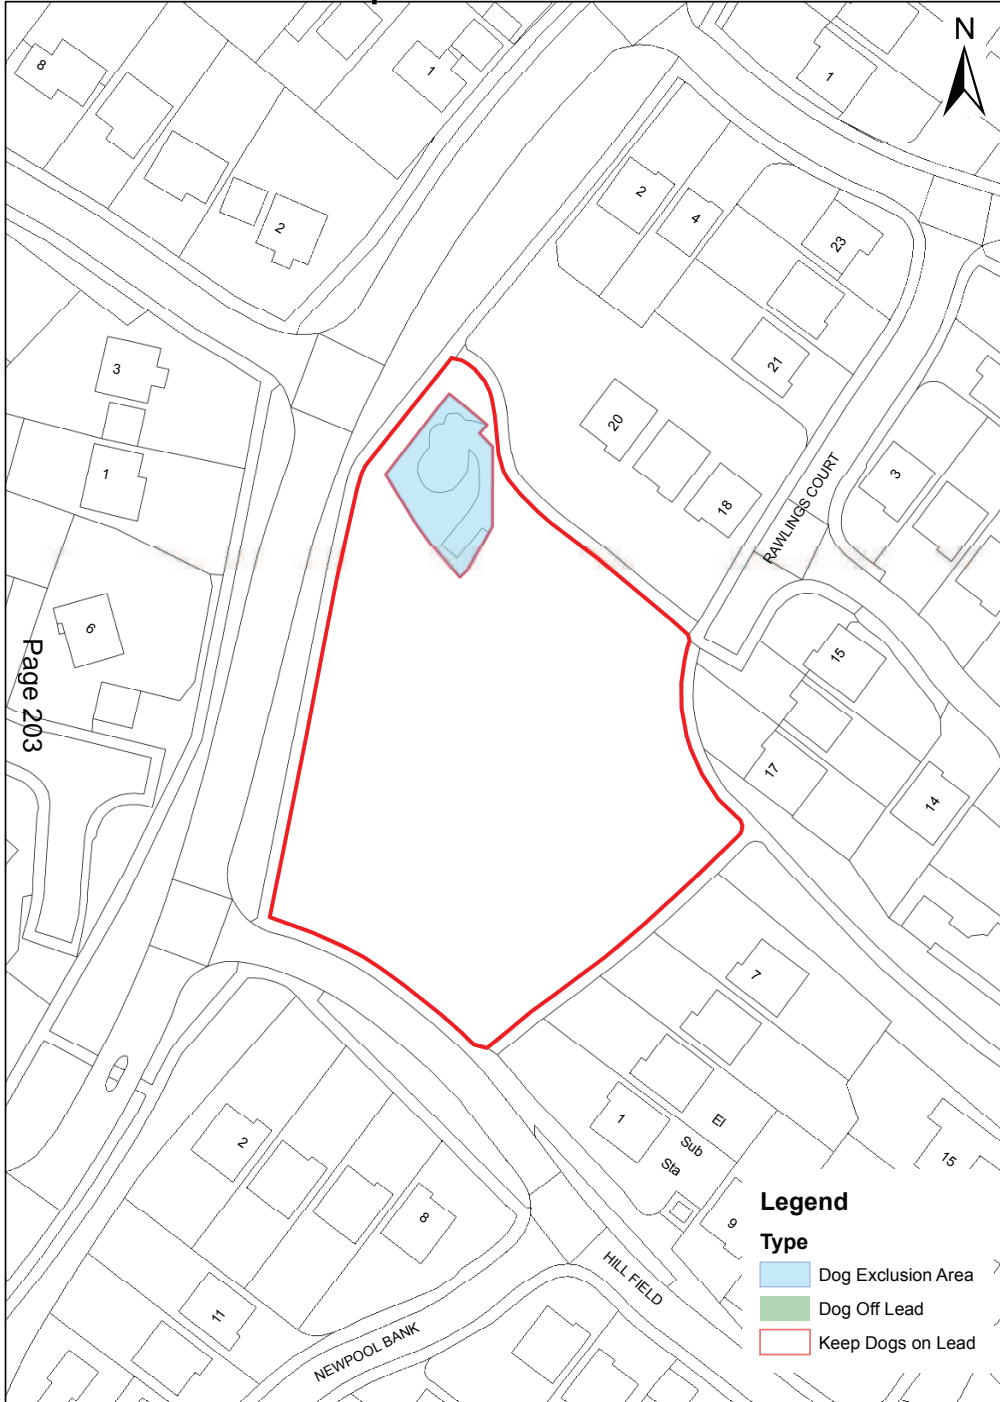 N
8
1
1
2
2
4
23
3
21
20
1
18
3
RAWLINGS COURT
6
15
Page 203
17
14
7
1
El
Sub
Sta
2
15
8
9
HILL FIELD
11
NEWPOOL BANK
Legend
Type
Dog Exclusion Area
Dog Off Lead
Keep Dogs on Lead